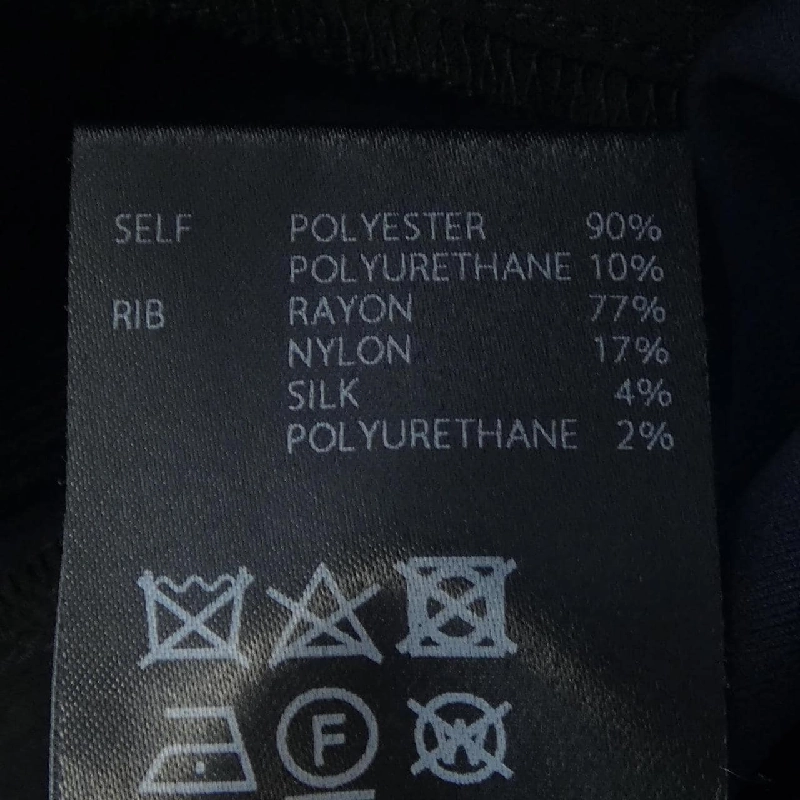 SELF POLYESTER 90%
POLYURETHANE 10%
RIB RAYON 77%
NYLON 17%
SILK 4%
POLYURETHANE 2%
F W